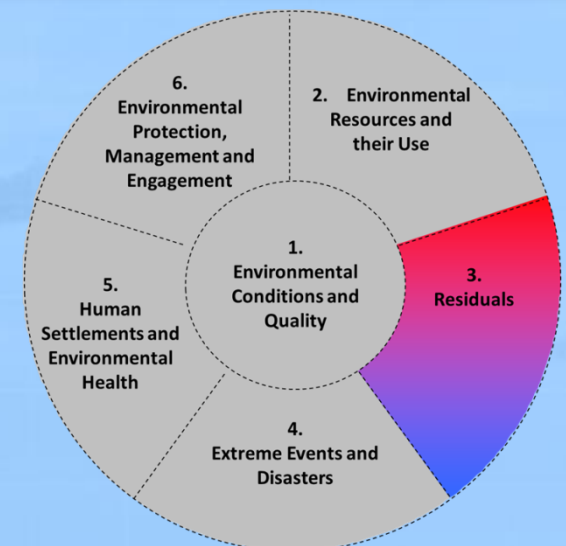 6.
Environmental
Protection,
Management and
Engagement
2. Environmental
Resources and
their Use
1.
Environmental
Conditions and
Quality
3.
Residuals
5.
Human
Settlements and
Environmental
Health
4.
Extreme Events and
Disasters